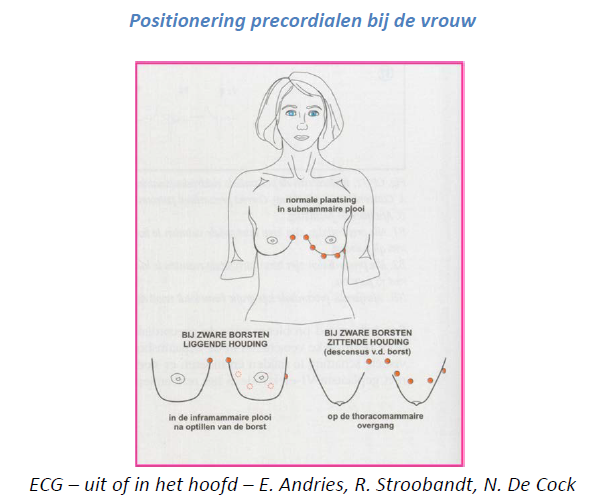 Positionering precordialen bij de vrouw
normale plaatsing
in submammaire plooi
BIJ ZWARE BORSTEN
LIGGENDE HOUDING
BIJ ZWARE BORSTEN
ZITTENDE HOUDING
(descensus v.d. borst)
in de inframammaire plooi
na optillen van de borst
op de thoracomammaire
overgang
ECG – uit of in het hoofd – E. Andries, R. Stroobandt, N. De Cock